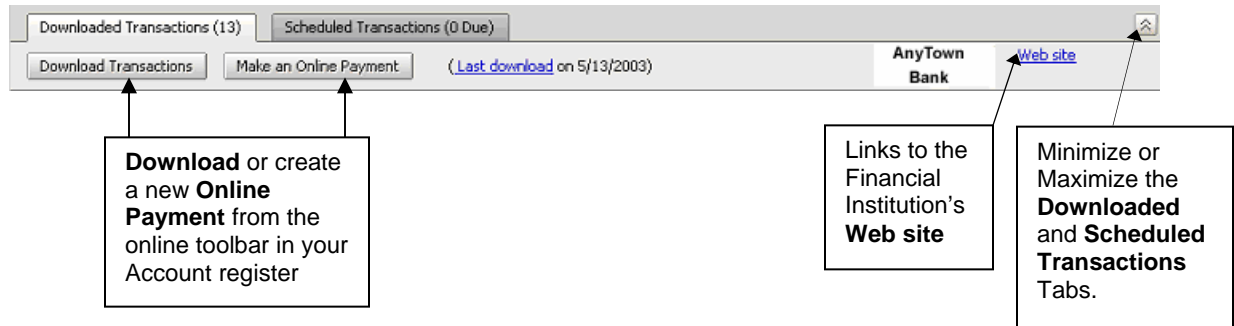 Downloaded Transactions (13) Scheduled Transactions (0 Due)
Download Transactions Make an Online Payment ( Last download on 5/13/2003) AnyTown Web site
Bank
Download or create
a new Online
Payment from the
online toolbar in your
Account register
Links to the
Financial
Institution's
Web site
Minimize or
Maximize the
Downloaded
and Scheduled
Transactions
Tabs.